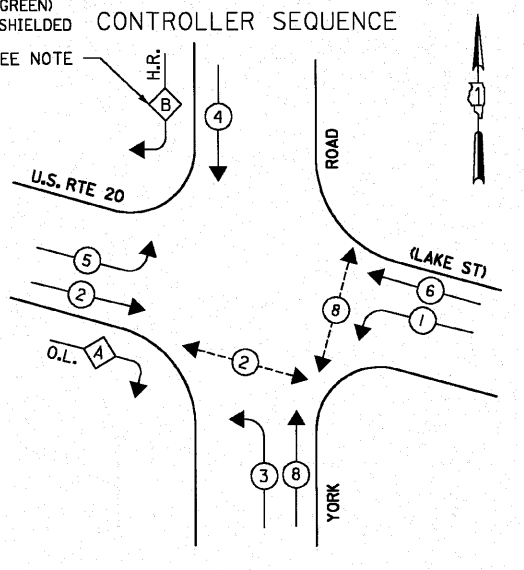 GREEN)
SHIELDED
CONTROLLER SEQUENCE
EE NOTE
H.R.
B
4
ROAD
1
U.S. RTE 20
(LAKE ST)
5
6
2
8
1
O.L.
A
2
3
8
YORK